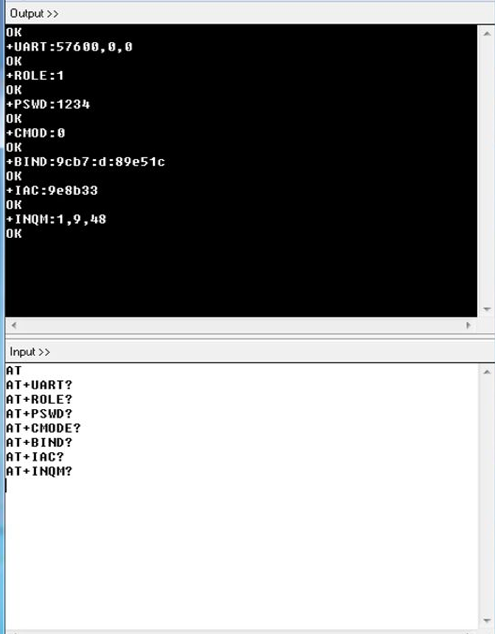 Output >>
OK
+UART:57600,0,0
OK
+ROLE:1
OK
+PSWD:1234
OK
+CMOD:0
OK
+BIND:9cb7:d:89e51c
OK
+IAC:9e8b33
OK
+INQM:1,9,48
OK
Input >>
AT
AT+UART?
AT+ROLE?
AT+PSWD?
AT+CMODE?
AT+BIND?
AT+IAC?
AT+INQM?